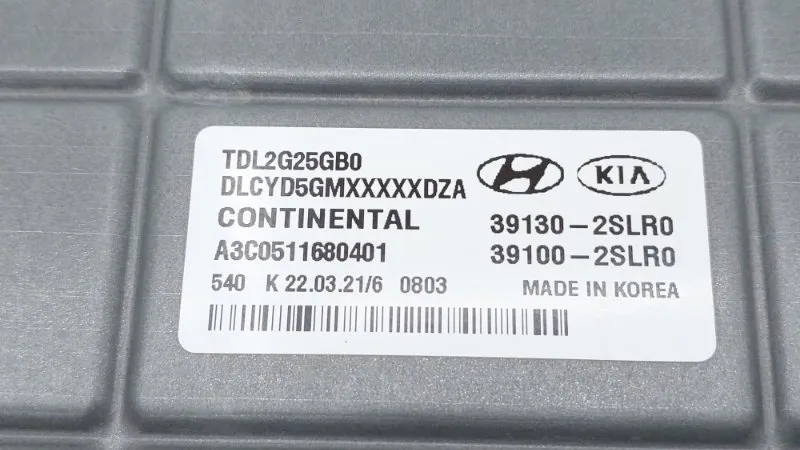 TDL2G25GB0
DLCYD5GMXXXXXDZA
CONTINENTAL
A3C0511680401
540 K 22.03.21/6 0803
KIA
39130-2SLR0
39100-2SLR0
MADE IN KOREA